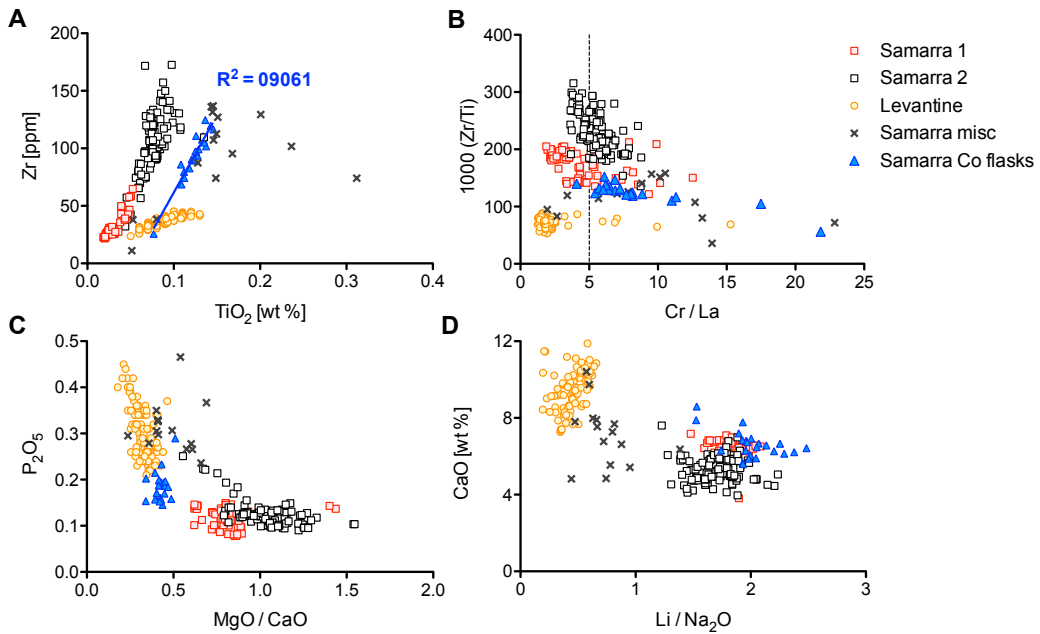 A
Zr [ppm]
200
150
100
50
0
R² = 09061
0.0 0.1 0.2 0.3 0.4
TiO₂ [wt %]
B
1000 (Zr/Ti)
400
300
200
100
0
0 5 10 15 20 25
Cr / La
Samarra 1
Samarra 2
Levantine
Samarra misc
Samarra Co flasks
C
P₂O₅
0.5
0.4
0.3
0.2
0.1
0.0
0.0 0.5 1.0 1.5 2.0
MgO / CaO
D
CaO [wt %]
12
8
4
0
0 1 2 3
Li / Na₂O